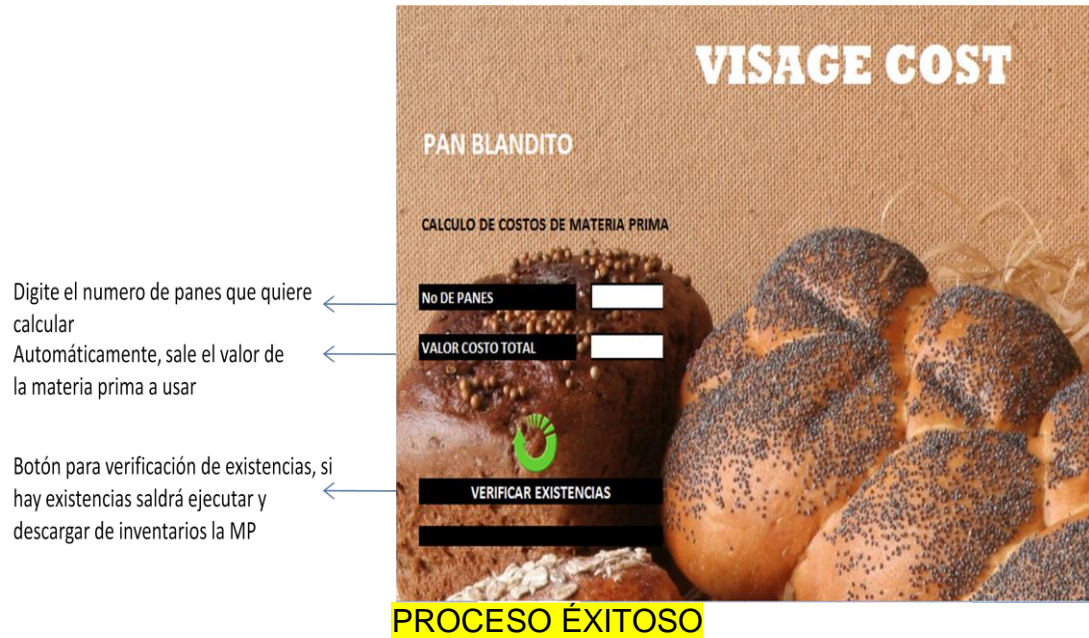 VISAGE COST
PAN BLANDITO
CALCULO DE COSTOS DE MATERIA PRIMA
Digite el numero de panes que quiere
calcular
No DE PANES
Automáticamente, sale el valor de
la materia prima a usar
VALOR COSTO TOTAL
Botón para verificación de existencias, si
hay existencias saldrá ejecutar y
descargar de inventarios la MP
VERIFICAR EXISTENCIAS
PROCESO ÉXITOSO